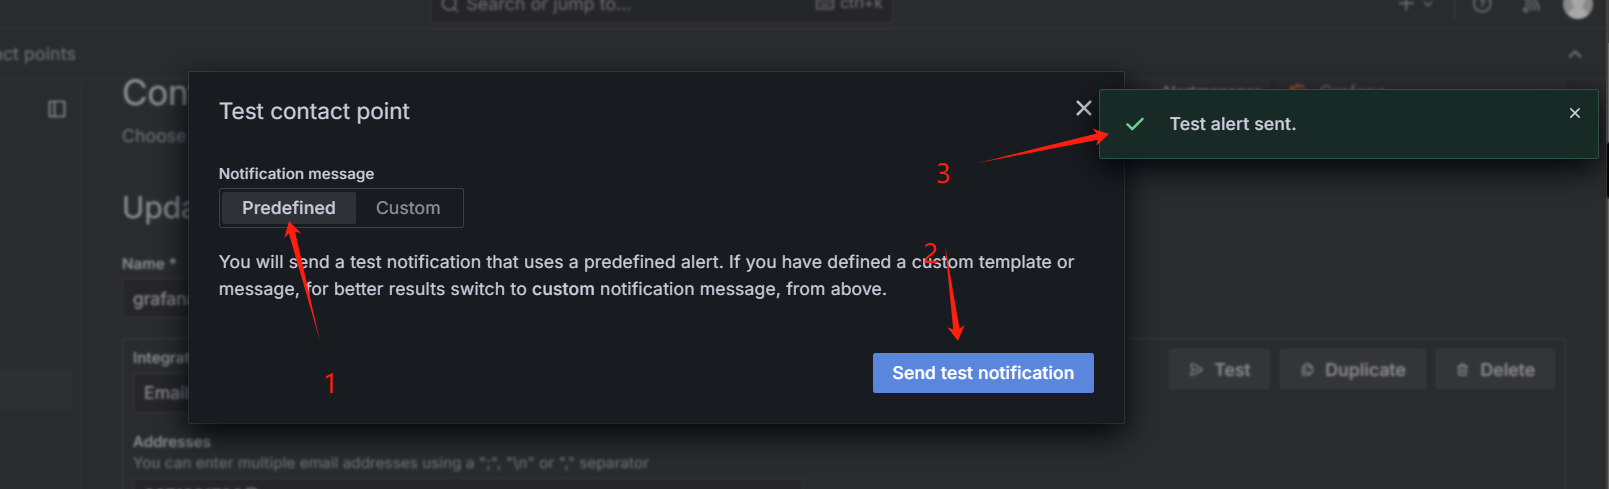 Search or jump to... ctrl+k
ct points
Test contact point
Test alert sent.
Choose
3
Notification message
Predefined Custom
Upda
2
Name *
You will send a test notification that uses a predefined alert. If you have defined a custom template or
message, for better results switch to custom notification message, from above.
grafana
1
Send test notification
Test Duplicate Delete
Integrat
Email
Addresses
You can enter multiple email addresses using a ";", "\n" or "," separator